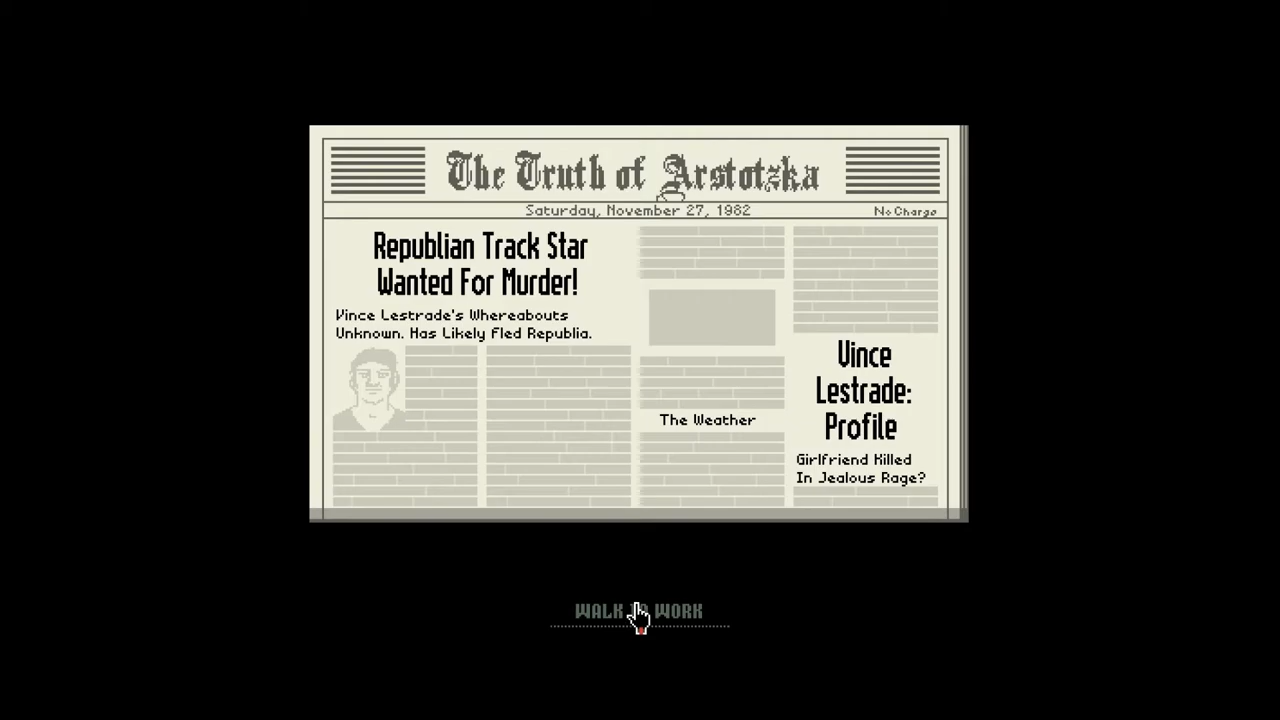 The Truth of Arstotzka
Saturday, November 27, 1982
No Charge
Republian Track Star
Wanted For Murder!
Vince Lestrade's Whereabouts
Unknown. Has Likely Fled Republia.
The Weather
Vince
Lestrade:
Profile
Girlfriend Killed
In Jealous Rage?
WALK TO WORK